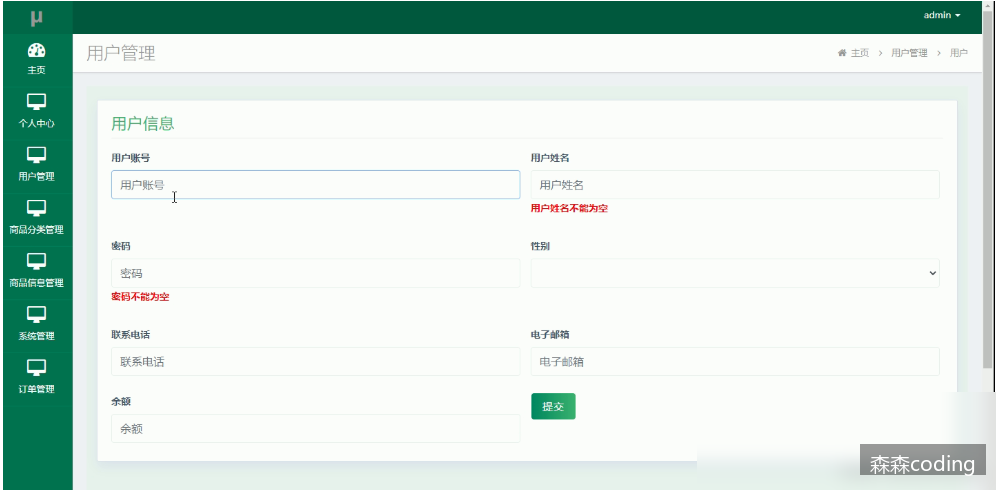 μ
admin
主页
个人中心
用户管理
商品分类管理
商品信息管理
系统管理
订单管理
用户管理
主页 > 用户管理 > 用户
用户信息
用户账号
用户账号
用户姓名
用户姓名
用户姓名不能为空
密码
密码
密码不能为空
性别
联系电话
联系电话
电子邮箱
电子邮箱
余额
余额
提交
森森coding